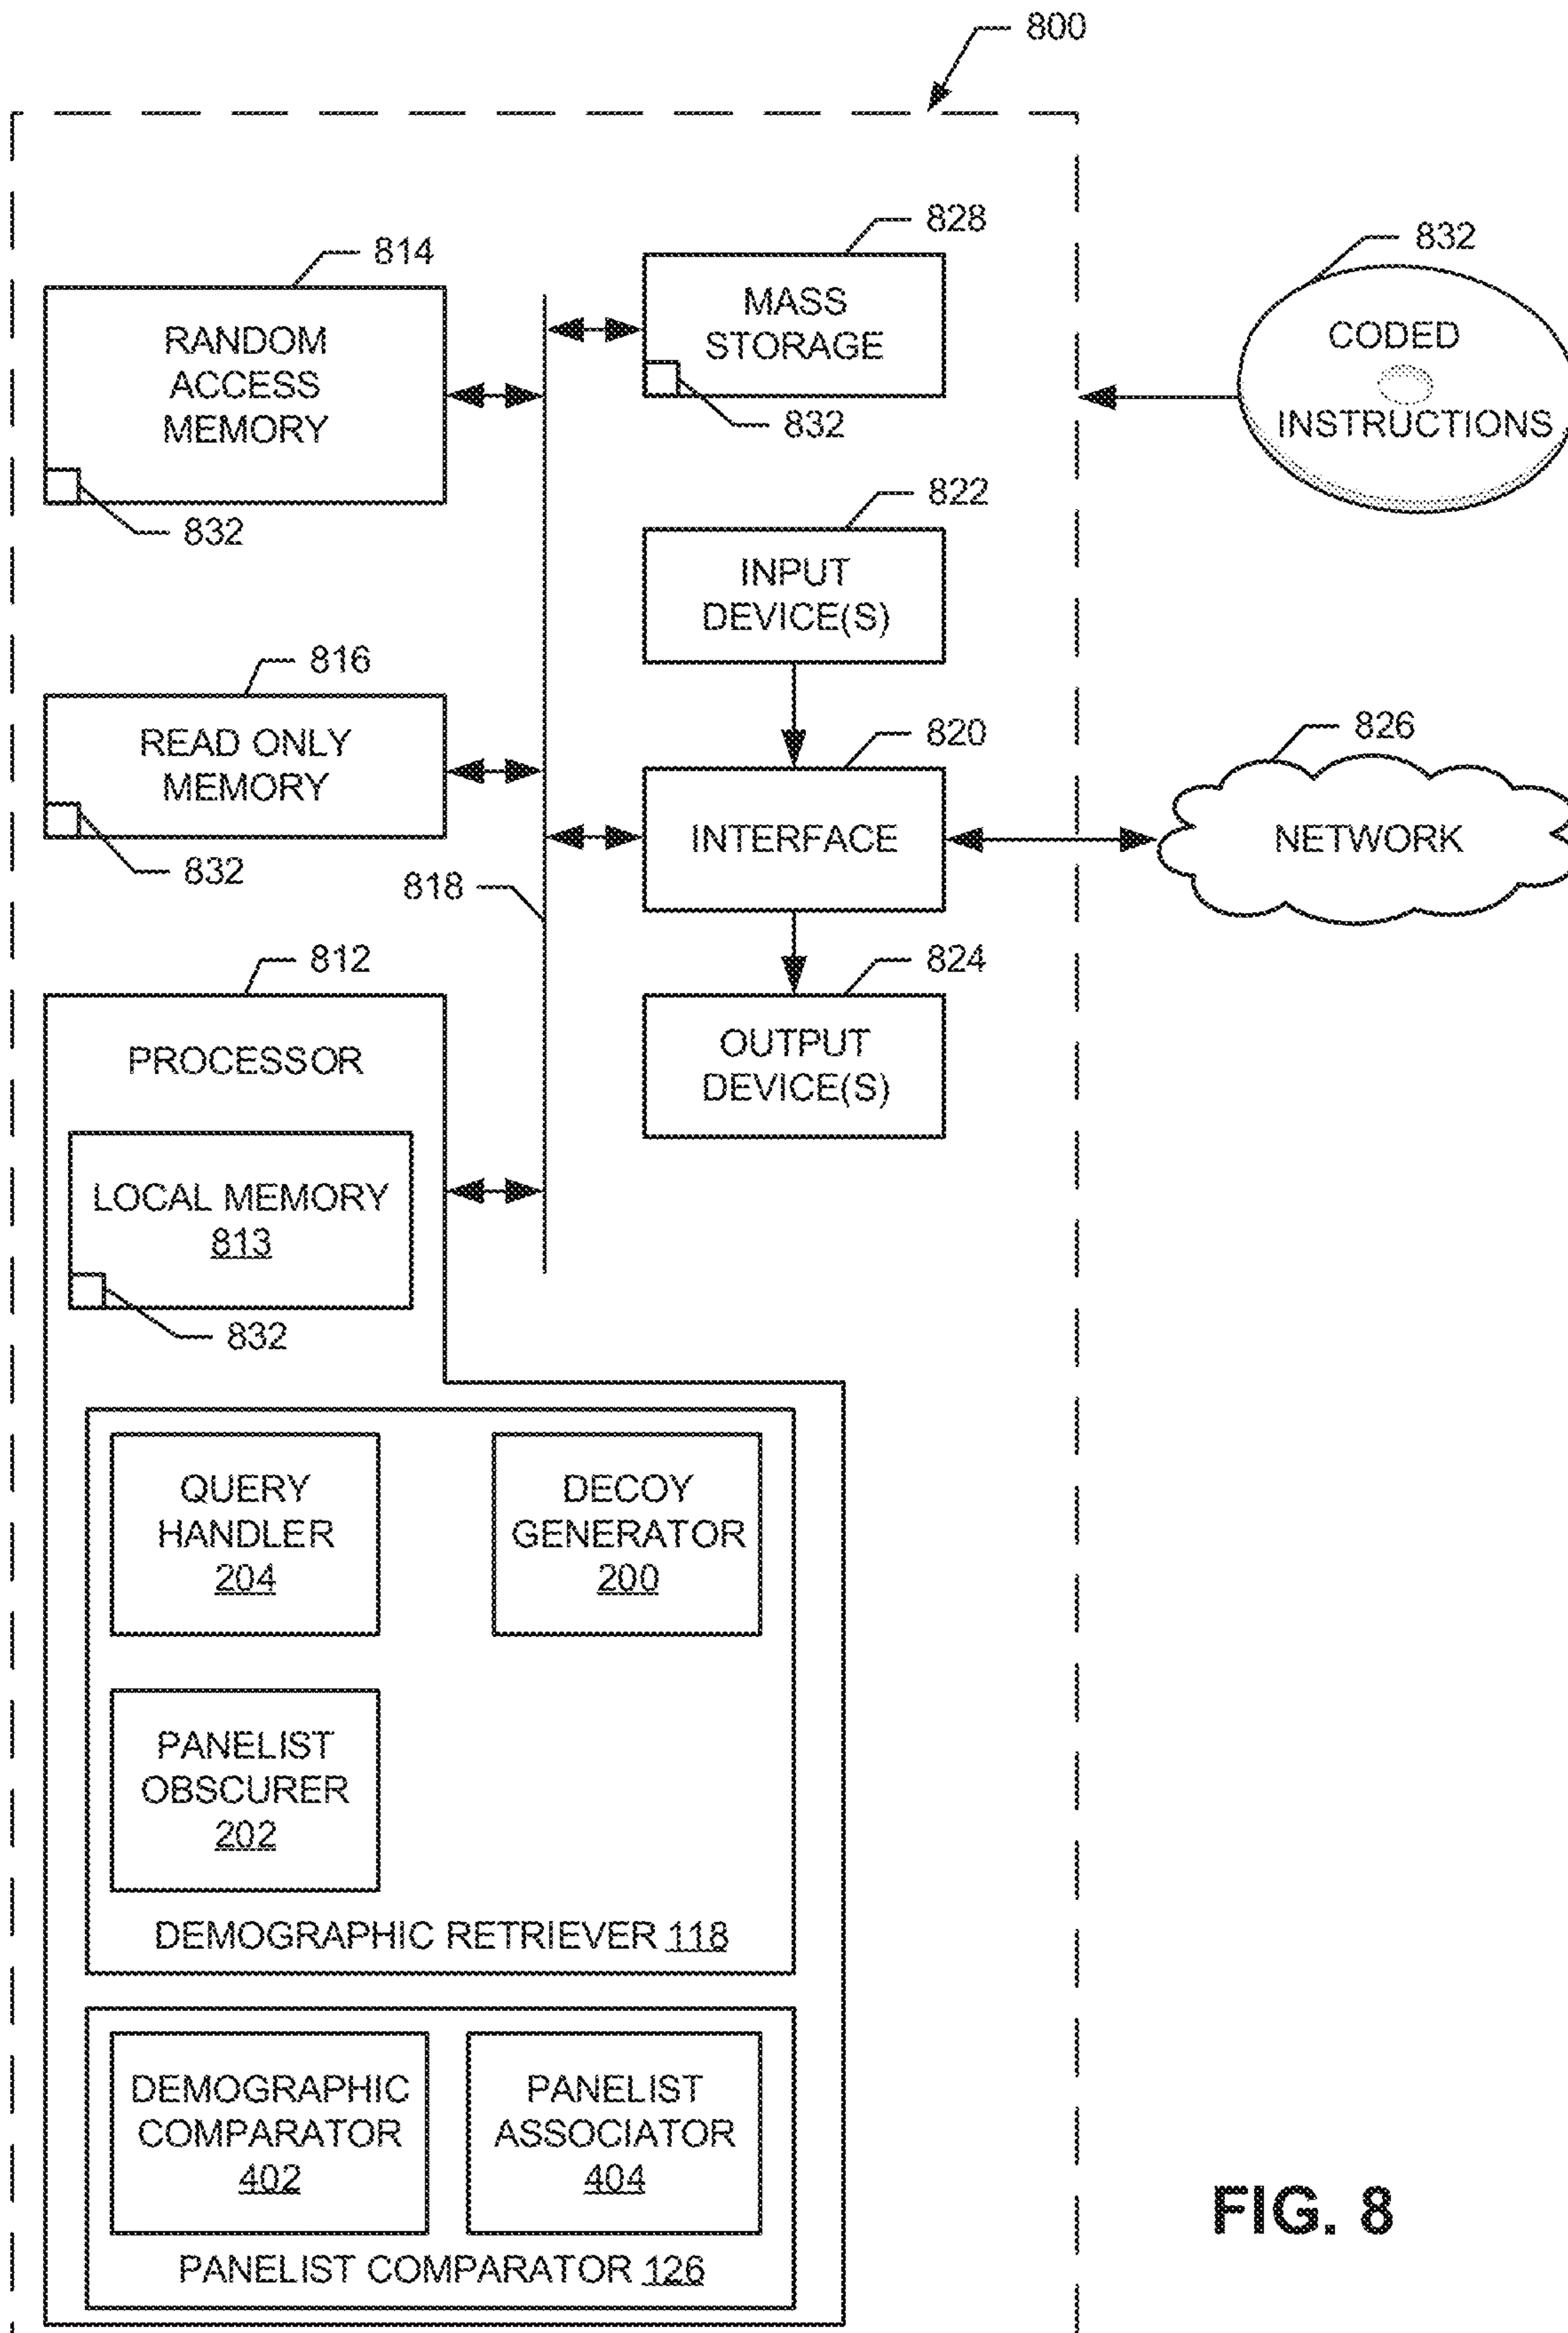 800
828
832
814
MASS
STORAGE
CODED
INSTRUCTIONS
RANDOM
ACCESS
MEMORY
832
832
822
INPUT
DEVICE(S)
816
820
826
READ ONLY
MEMORY
INTERFACE
NETWORK
832
818
812
824
PROCESSOR
OUTPUT
DEVICE(S)
LOCAL MEMORY
813
832
QUERY
HANDLER
204
DECOY
GENERATOR
200
PANELIST
OBSCURER
202
DEMOGRAPHIC RETRIEVER 118
DEMOGRAPHIC
COMPARATOR
402
PANELIST
ASSOCIATOR
404
PANELIST COMPARATOR 126
FIG. 8